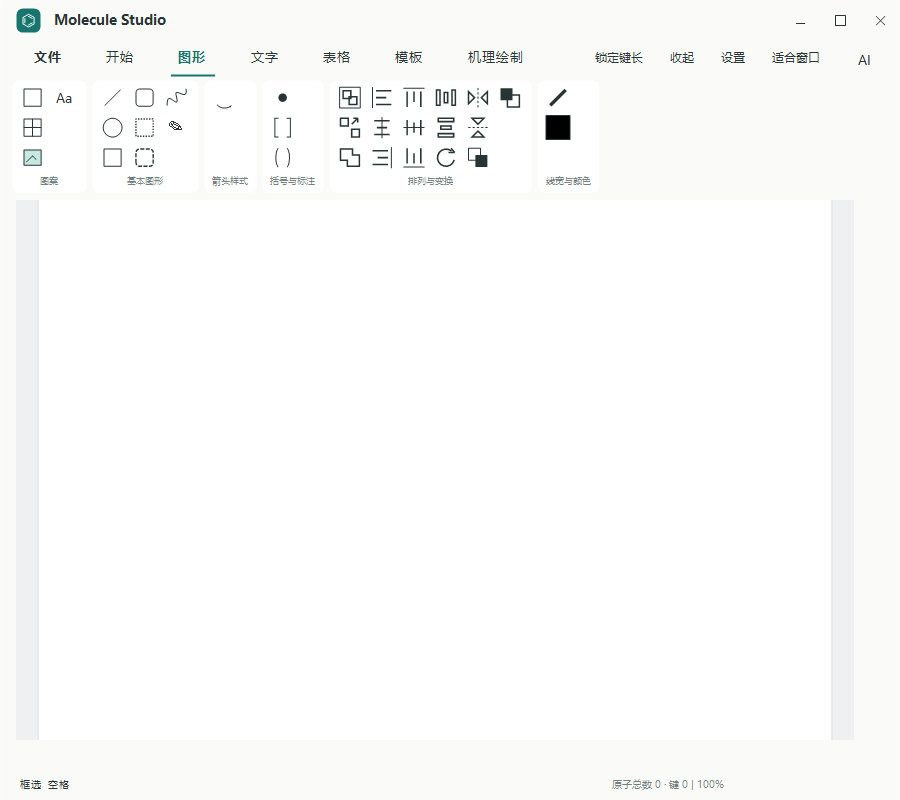 Molecule Studio
文件 开始 图形 文字 表格 模板 机理绘制 锁定键长 收起 设置 适合窗口 AI
Aa
图案 基本图形 箭头样式 括号与标注 排列与变换 线宽与颜色
框选 空格 原子总数 0 · 键 0 | 100%